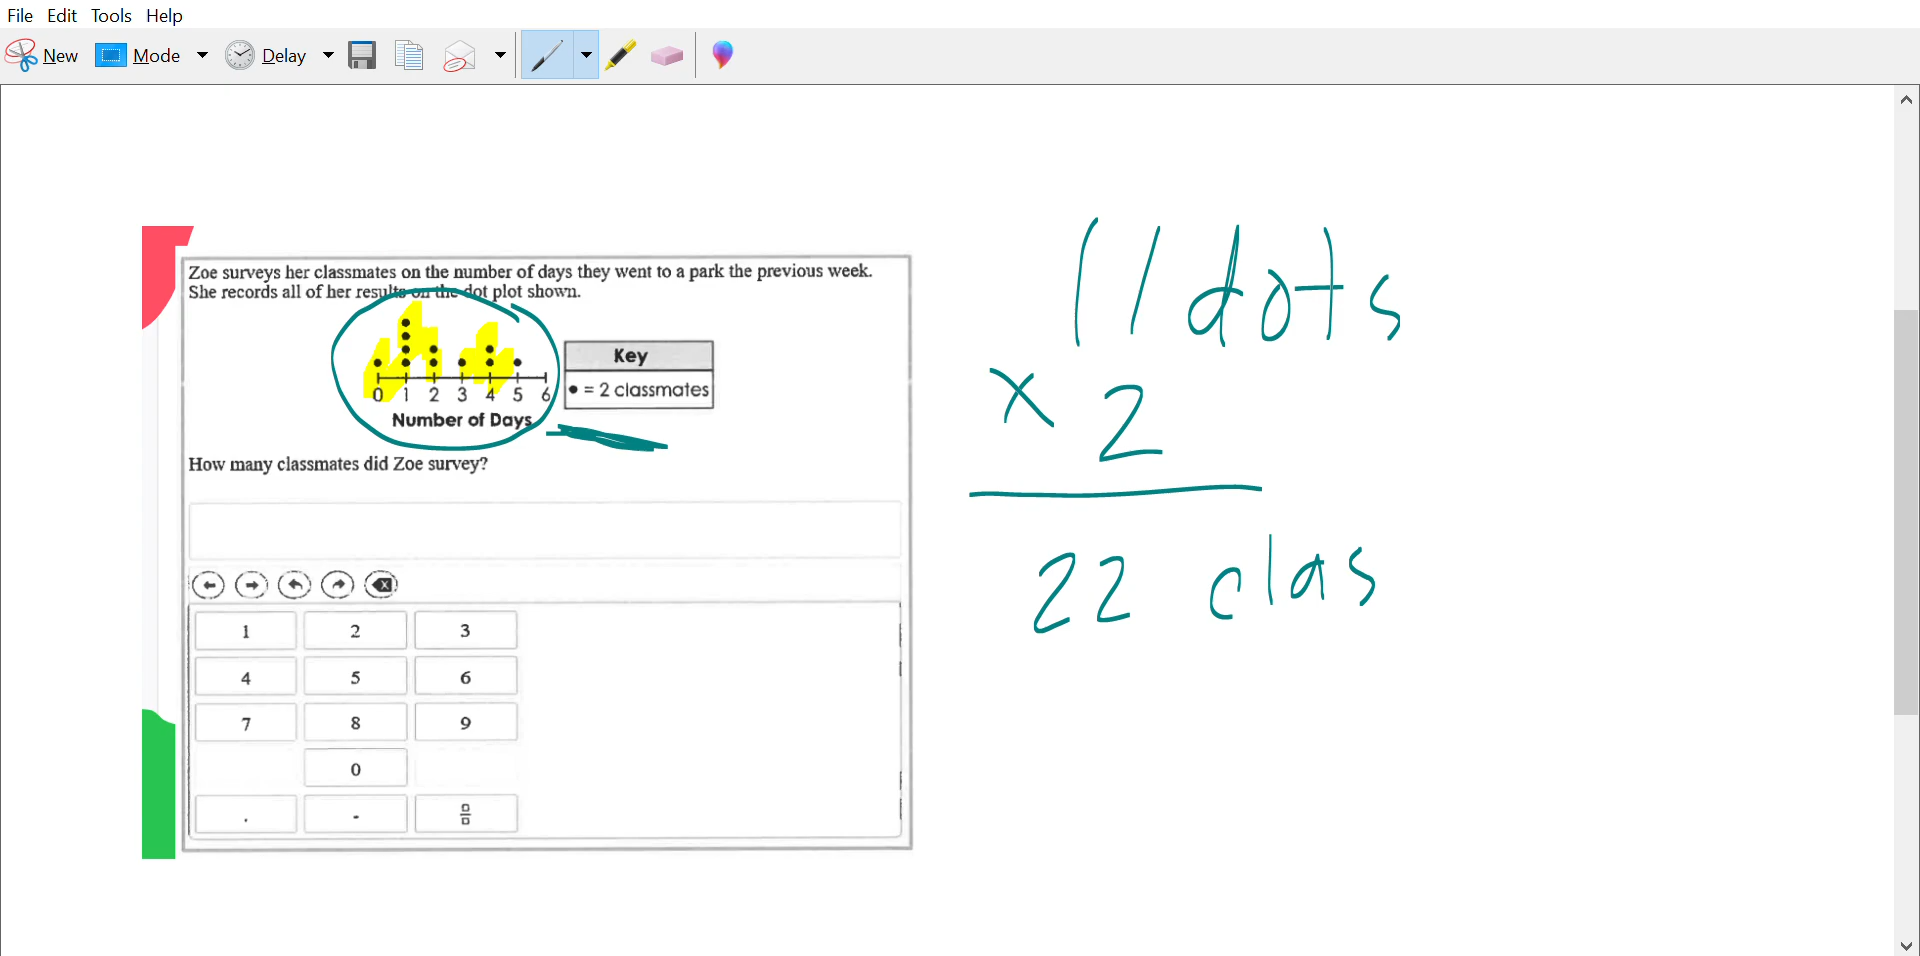 File Edit Tools Help
New Mode Delay
Zoe surveys her classmates on the number of days they went to a park the previous week.
She records all of her results on the dot plot shown.
0 1 2 3 4 5 6
Number of Days
Key
• = 2 classmates
How many classmates did Zoe survey?
1 2 3
4 5 6
7 8 9
0
. -
11 dots
x 2
22 clas